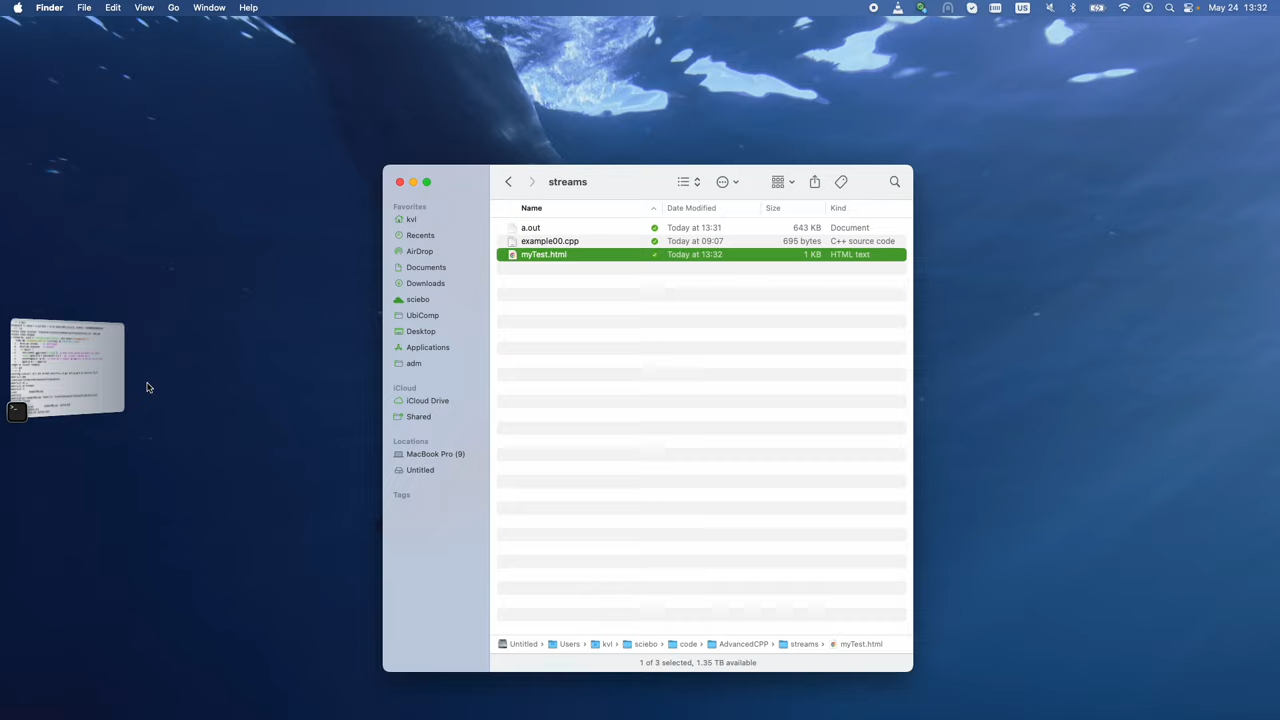 Finder File Edit View Go Window Help US May 24 13:32
streams
Favorites
kvl
Recents
AirDrop
Documents
Downloads
sciebo
UbiComp
Desktop
Applications
adm
iCloud
iCloud Drive
Shared
Locations
MacBook Pro (9)
Untitled
Tags
Name Date Modified Size Kind
a.out Today at 13:31 643 KB Document
example00.cpp Today at 09:07 695 bytes C++ source code
myTest.html Today at 13:32 1 KB HTML text
Untitled › Users › kvl › sciebo › code › AdvancedCPP › streams › myTest.html
1 of 3 selected, 1.35 TB available